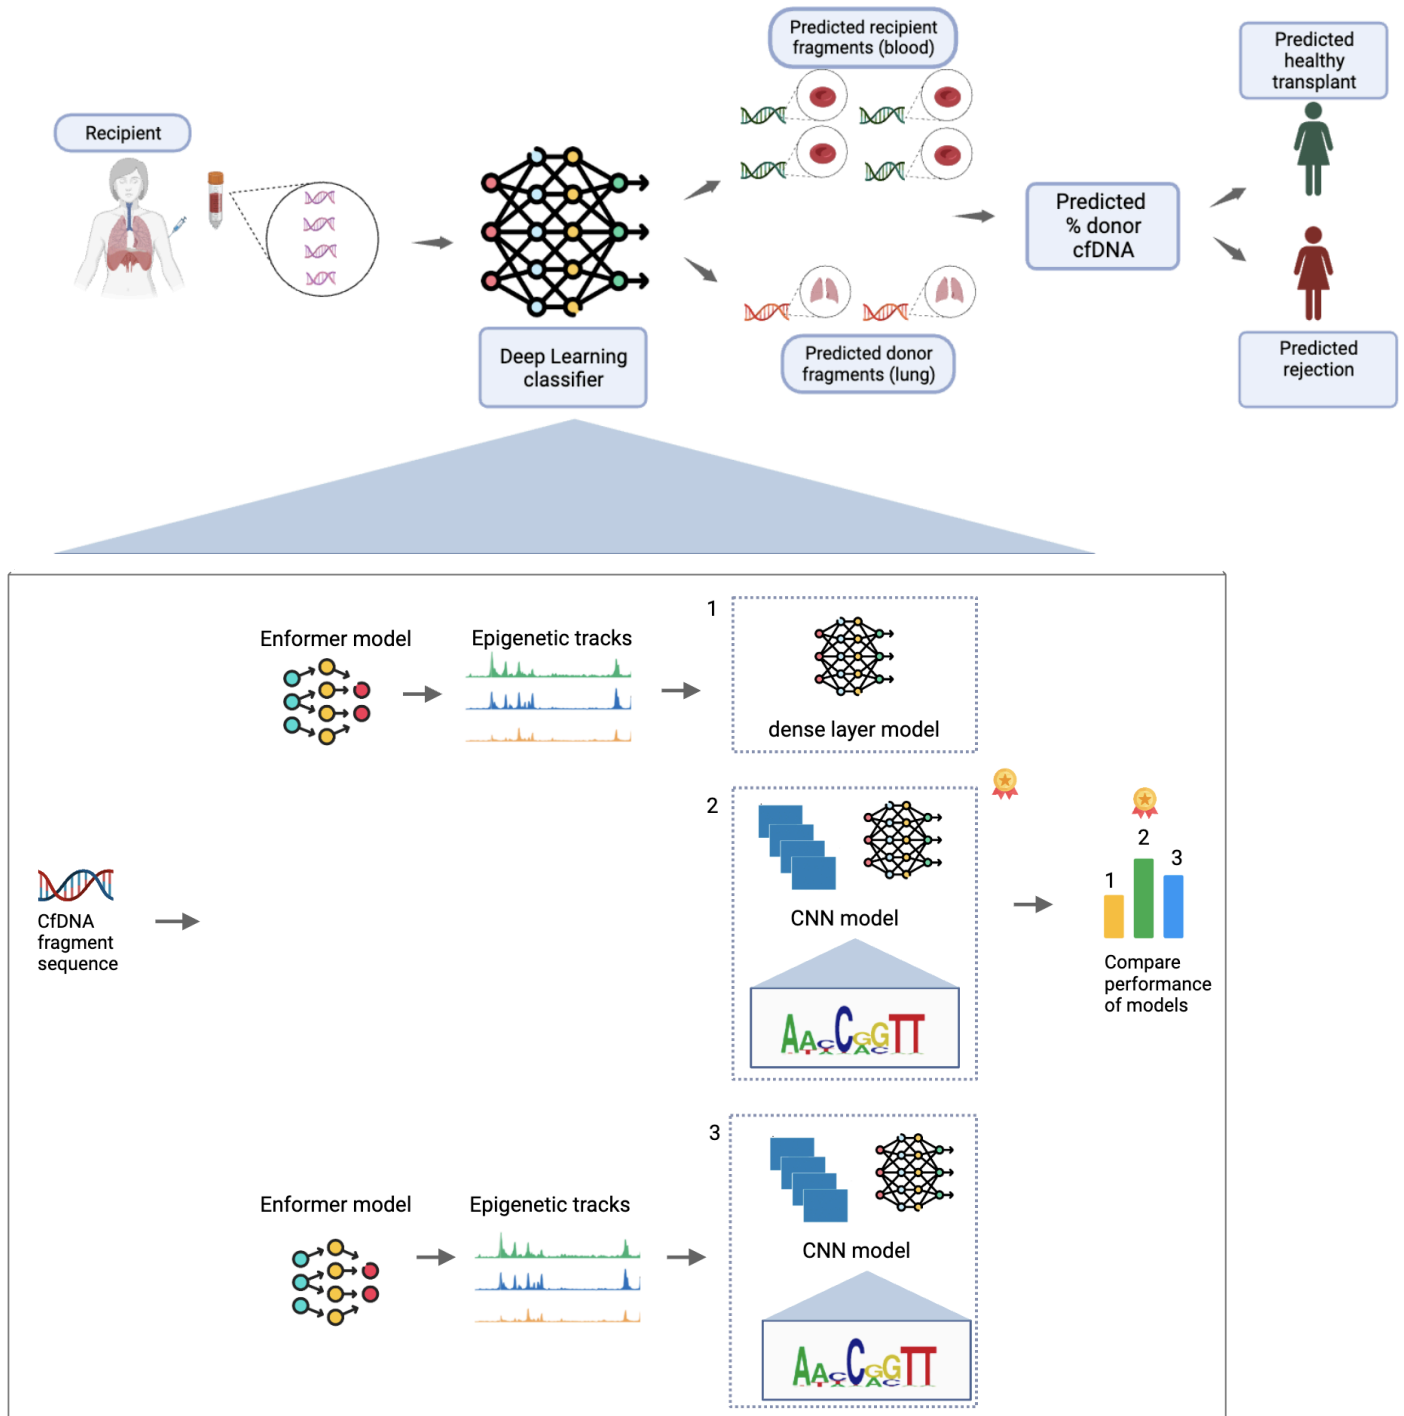 Predicted recipient
fragments (blood)
Predicted
healthy
transplant
Recipient
Predicted
% donor
cfDNA
Deep Learning
classifier
Predicted donor
fragments (lung)
Predicted
rejection
1
Enformer model
Epigenetic tracks
dense layer model
2
CNN model
CfDNA
fragment
sequence
1
2
3
Compare
performance
of models
3
Enformer model
Epigenetic tracks
CNN model